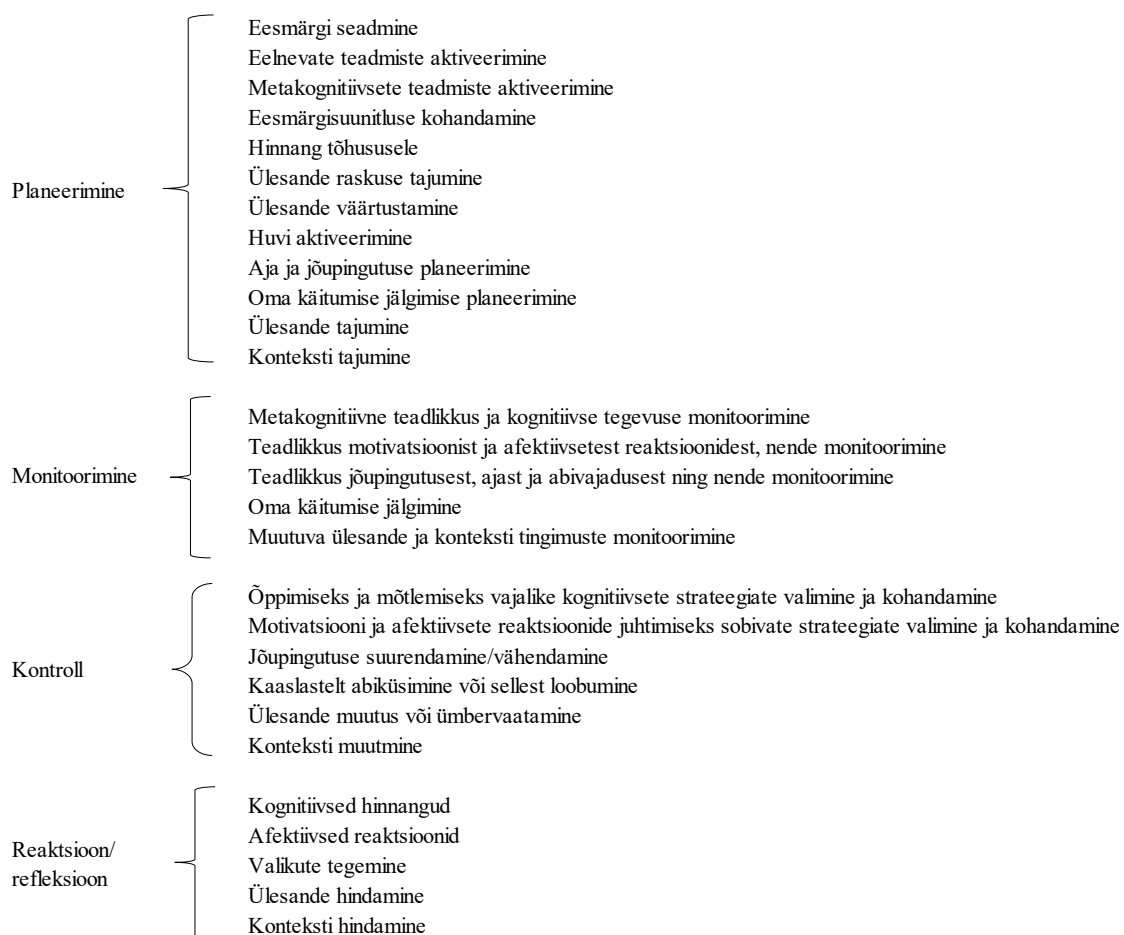 Planeerimine
Eesmärgi seadmine
Eelnevate teadmiste aktiveerimine
Metakognitiivsete teadmiste aktiveerimine
Eesmärgisuunitluse kohandamine
Hinnang tõhususele
Ülesande raskuse tajumine
Ülesande väärtustamine
Huvi aktiveerimine
Aja ja jõupingutuse planeerimine
Oma käitumise jälgimise planeerimine
Ülesande tajumine
Konteksti tajumine
Monitoorimine
Metakognitiivne teadlikkus ja kognitiivse tegevuse monitoorimine
Teadlikkus motivatsioonist ja afektiivsetest reaktsioonidest, nende monitoorimine
Teadlikkus jõupingutusest, ajast ja abivajadusest ning nende monitoorimine
Oma käitumise jälgimine
Muutuva ülesande ja konteksti tingimuste monitoorimine
Kontroll
Õppimiseks ja mõtlemiseks vajalike kognitiivsete strateegiate valimine ja kohandamine
Motivatsiooni ja afektiivsete reaktsioonide juhtimiseks sobivate strateegiate valimine ja kohandamine
Jõupingutuse suurendamine/vähendamine
Kaaslastelt abiküsimine või sellest loobumine
Ülesande muutus või ümbervaatamine
Konteksti muutmine
Reaktsioon/
refleksioon
Kognitiivsed hinnangud
Afektiivsed reaktsioonid
Valikute tegemine
Ülesande hindamine
Konteksti hindamine